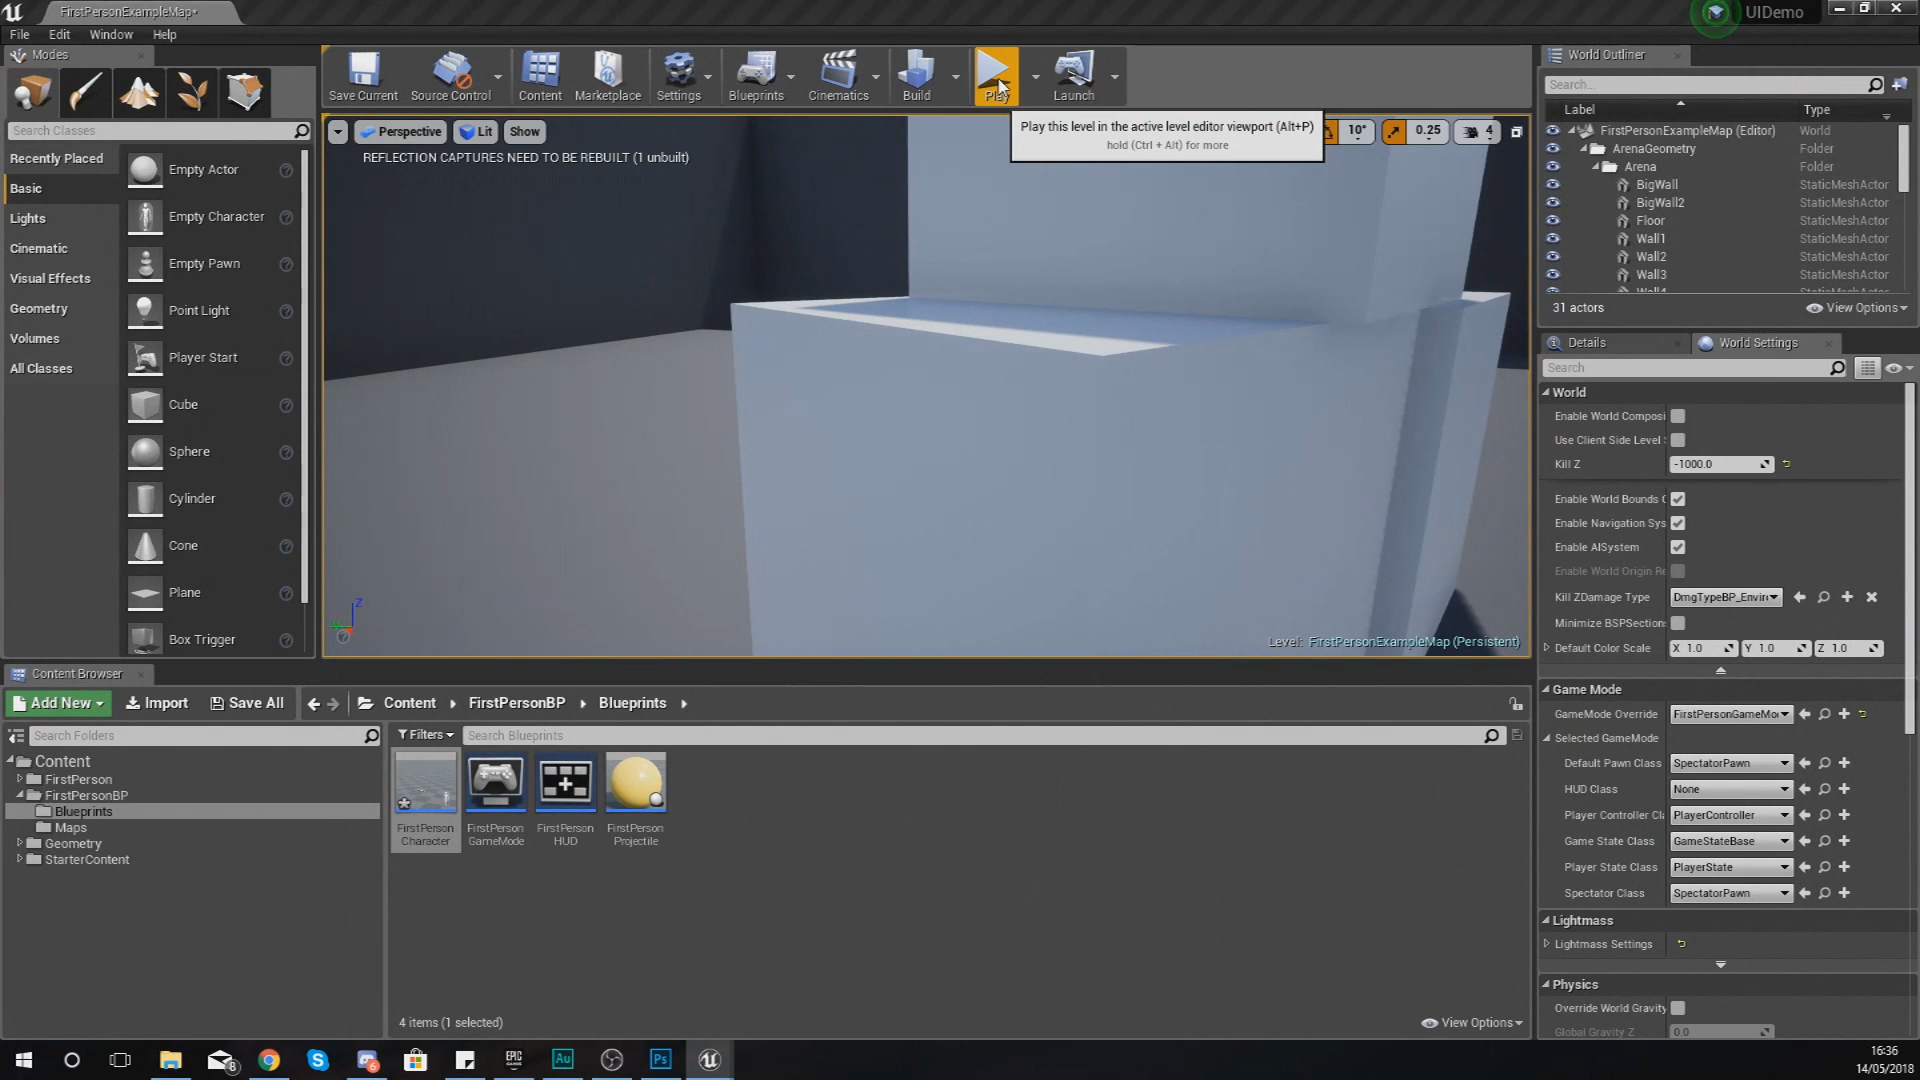 FirstPersonExampleMap*
UIDemo
File Edit Window Help
Modes
Save Current
Source Control
Content
Marketplace
Settings
Blueprints
Cinematics
Build
Play
Launch
Search Classes
Recently Placed
Basic
Lights
Cinematic
Visual Effects
Geometry
Volumes
All Classes
Empty Actor
Empty Character
Empty Pawn
Point Light
Player Start
Cube
Sphere
Cylinder
Cone
Plane
Box Trigger
Perspective
Lit
Show
REFLECTION CAPTURES NEED TO BE REBUILT (1 unbuilt)
Play this level in the active level editor viewport (Alt+P)
hold (Ctrl + Alt) for more
10°
0.25
4
Z
Level: FirstPersonExampleMap (Persistent)
World Outliner
Search...
Label Type
FirstPersonExampleMap (Editor) World
ArenaGeometry Folder
Arena Folder
BigWall StaticMeshActor
BigWall2 StaticMeshActor
Floor StaticMeshActor
Wall1 StaticMeshActor
Wall2 StaticMeshActor
Wall3 StaticMeshActor
31 actors
View Options
Details
World Settings
Search
World
Enable World Composi
Use Client Side Level
Kill Z -1000.0
Enable World Bounds C
Enable Navigation Sys
Enable AISystem
Enable World Origin Re
Kill ZDamage Type DmgTypeBP_Envir
Minimize BSPSection
Default Color Scale X 1.0 Y 1.0 Z 1.0
Game Mode
GameMode Override FirstPersonGameMo
Selected GameMode
Default Pawn Class SpectatorPawn
HUD Class None
Player Controller Cl PlayerController
Game State Class GameStateBase
Player State Class PlayerState
Spectator Class SpectatorPawn
Lightmass
Lightmass Settings
Physics
Override World Gravity
Global Gravity Z 0.0
Content Browser
Add New
Import
Save All
Content
FirstPersonBP
Blueprints
Search Folders
Filters
Search Blueprints
Content
FirstPerson
FirstPersonBP
Blueprints
Maps
Geometry
StarterContent
FirstPerson
Character
FirstPerson
GameMode
FirstPerson
HUD
FirstPerson
Projectile
4 items (1 selected)
View Options
8
6
EPIC
GAMES
Au
Ps
16:36
14/05/2018